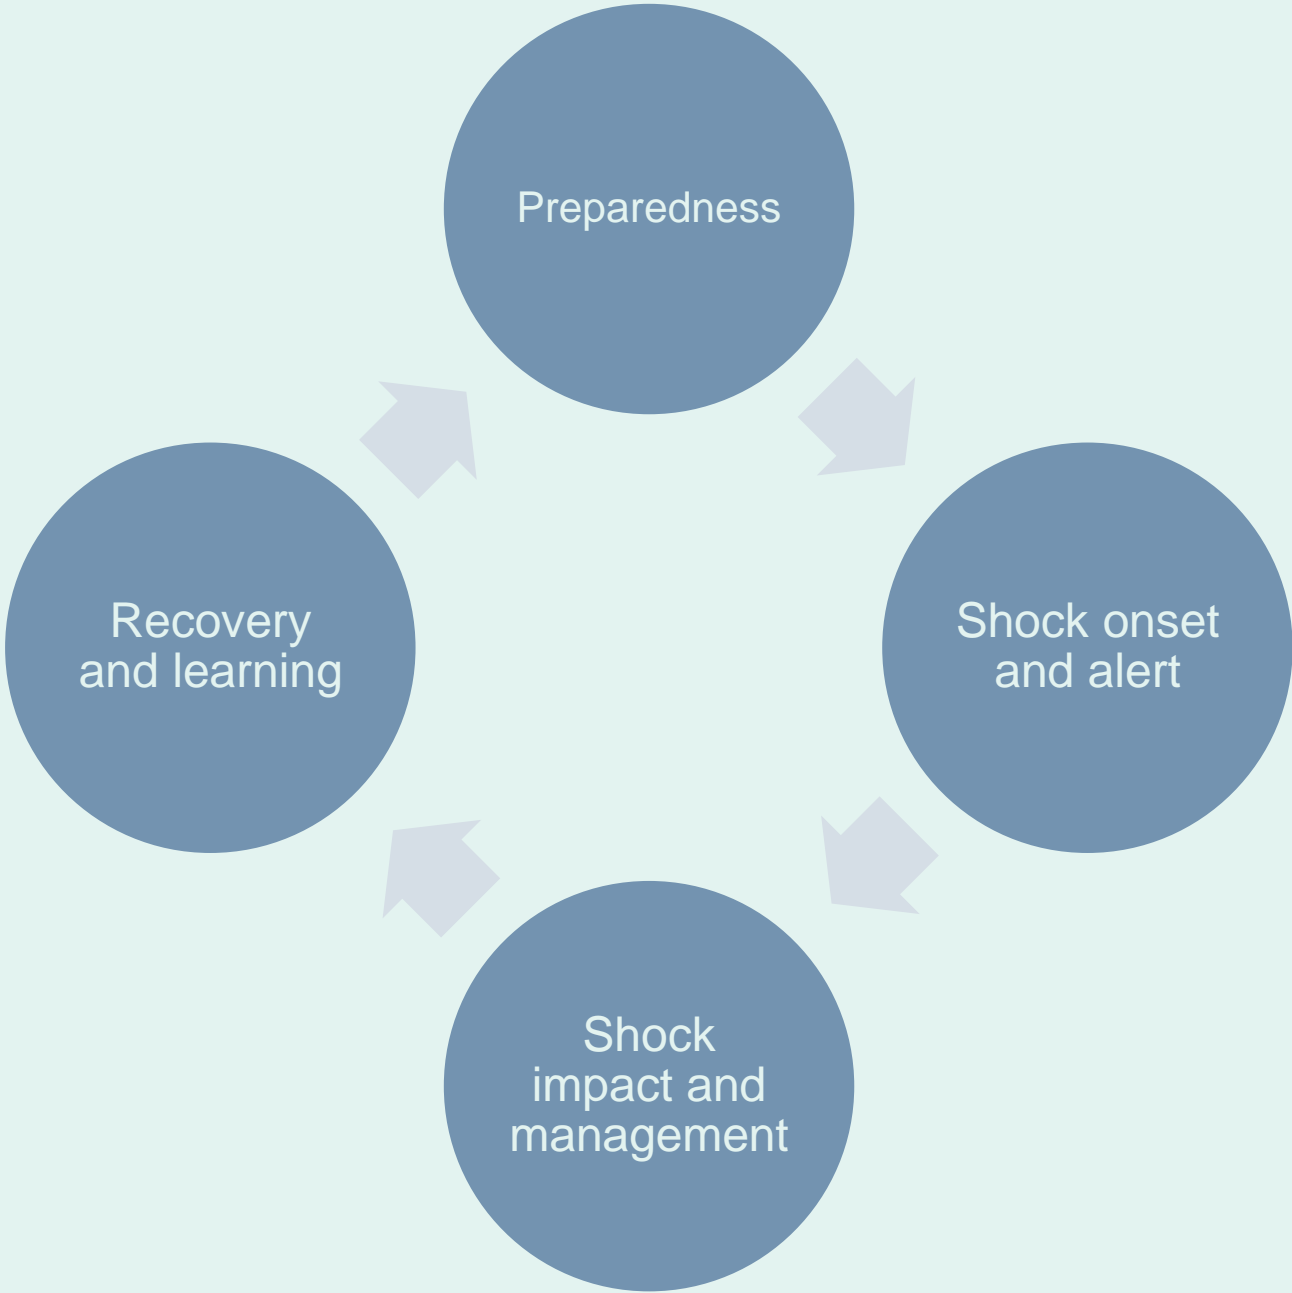 Preparedness
Shock onset
and alert
Shock
impact and
management
Recovery
and learning